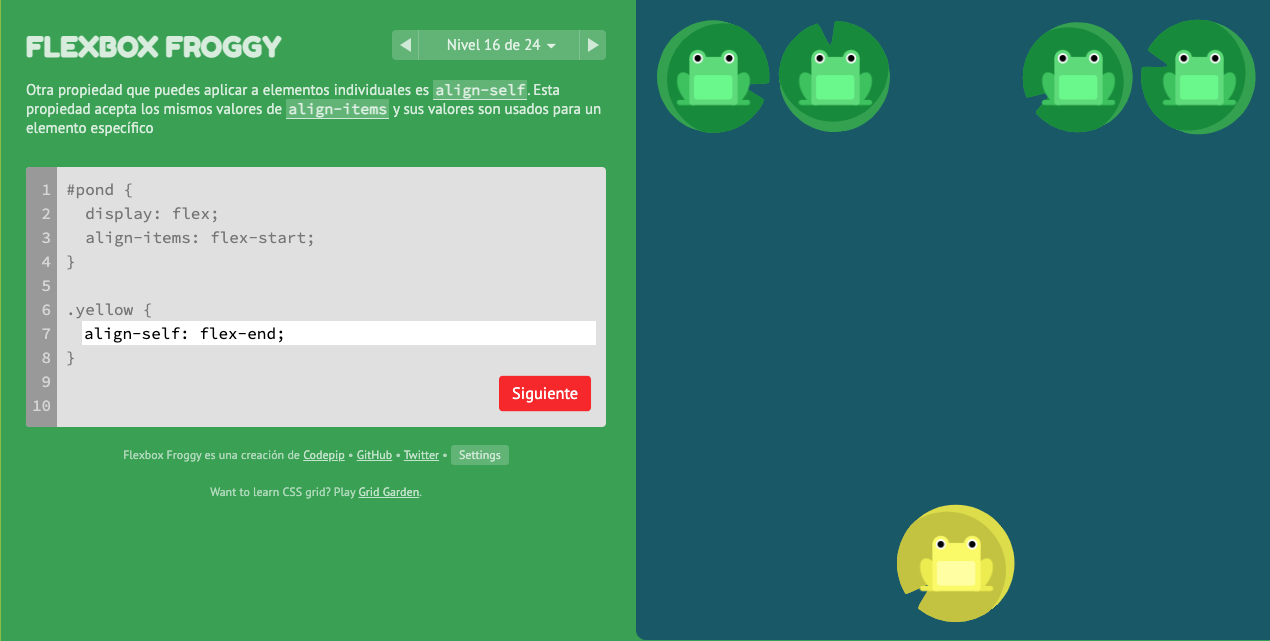 FLEXBOX FROGGY
Nivel 16 de 24
Otra propiedad que puedes aplicar a elementos individuales es align-self. Esta
propiedad acepta los mismos valores de align-items y sus valores son usados para un
elemento específico
1 #pond {
2   display: flex;
3   align-items: flex-start;
4 }
5
6 .yellow {
7   align-self: flex-end;
8 }
9
10
Siguiente
Flexbox Froggy es una creación de Codepip • GitHub • Twitter • Settings
Want to learn CSS grid? Play Grid Garden.